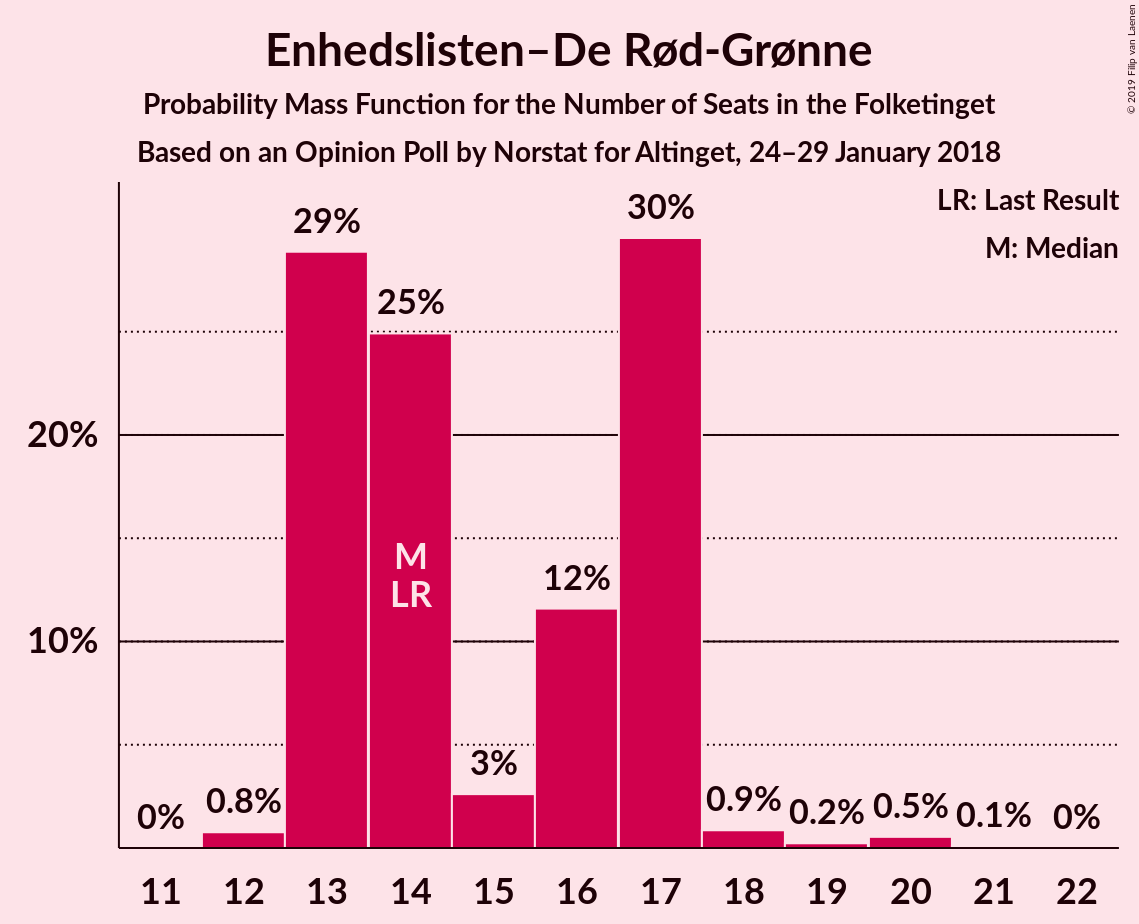 Enhedslisten–De Rød-Grønne
Probability Mass Function for the Number of Seats in the Folketinget
Based on an Opinion Poll by Norstat for Altinget, 24–29 January 2018
© 2019 Filip van Laenen
LR: Last Result
M: Median
20%
10%
0%
0.8%
29%
25%
3%
12%
30%
0.9%
0.2%
0.5%
0.1%
0%
M
LR
11 12 13 14 15 16 17 18 19 20 21 22